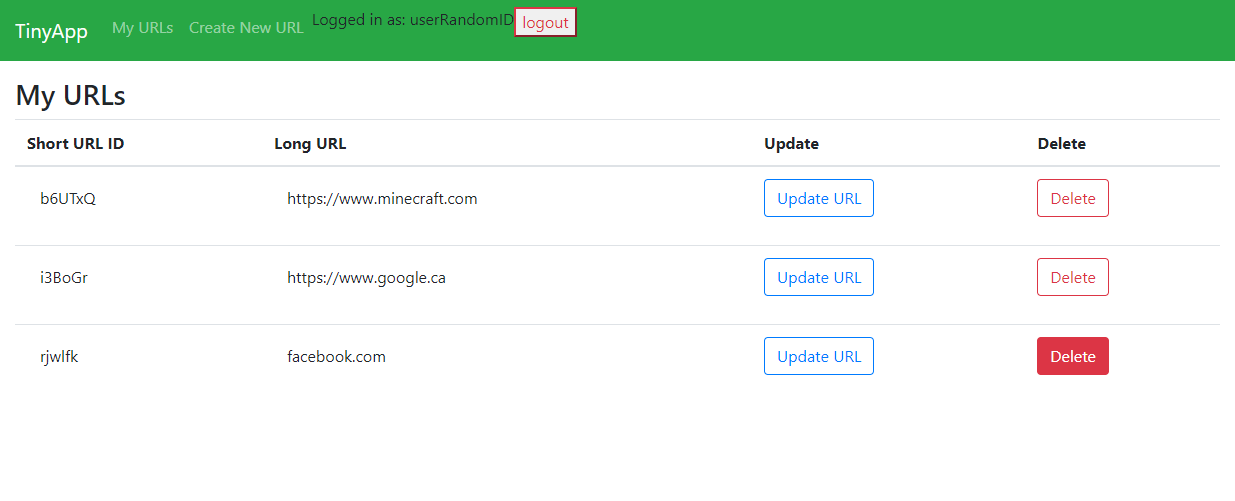 TinyApp My URLs Create New URL Logged in as: userRandomID logout
My URLs
Short URL ID Long URL Update Delete
b6UTxQ https://www.minecraft.com Update URL Delete
i3BoGr https://www.google.ca Update URL Delete
rjwlfk facebook.com Update URL Delete